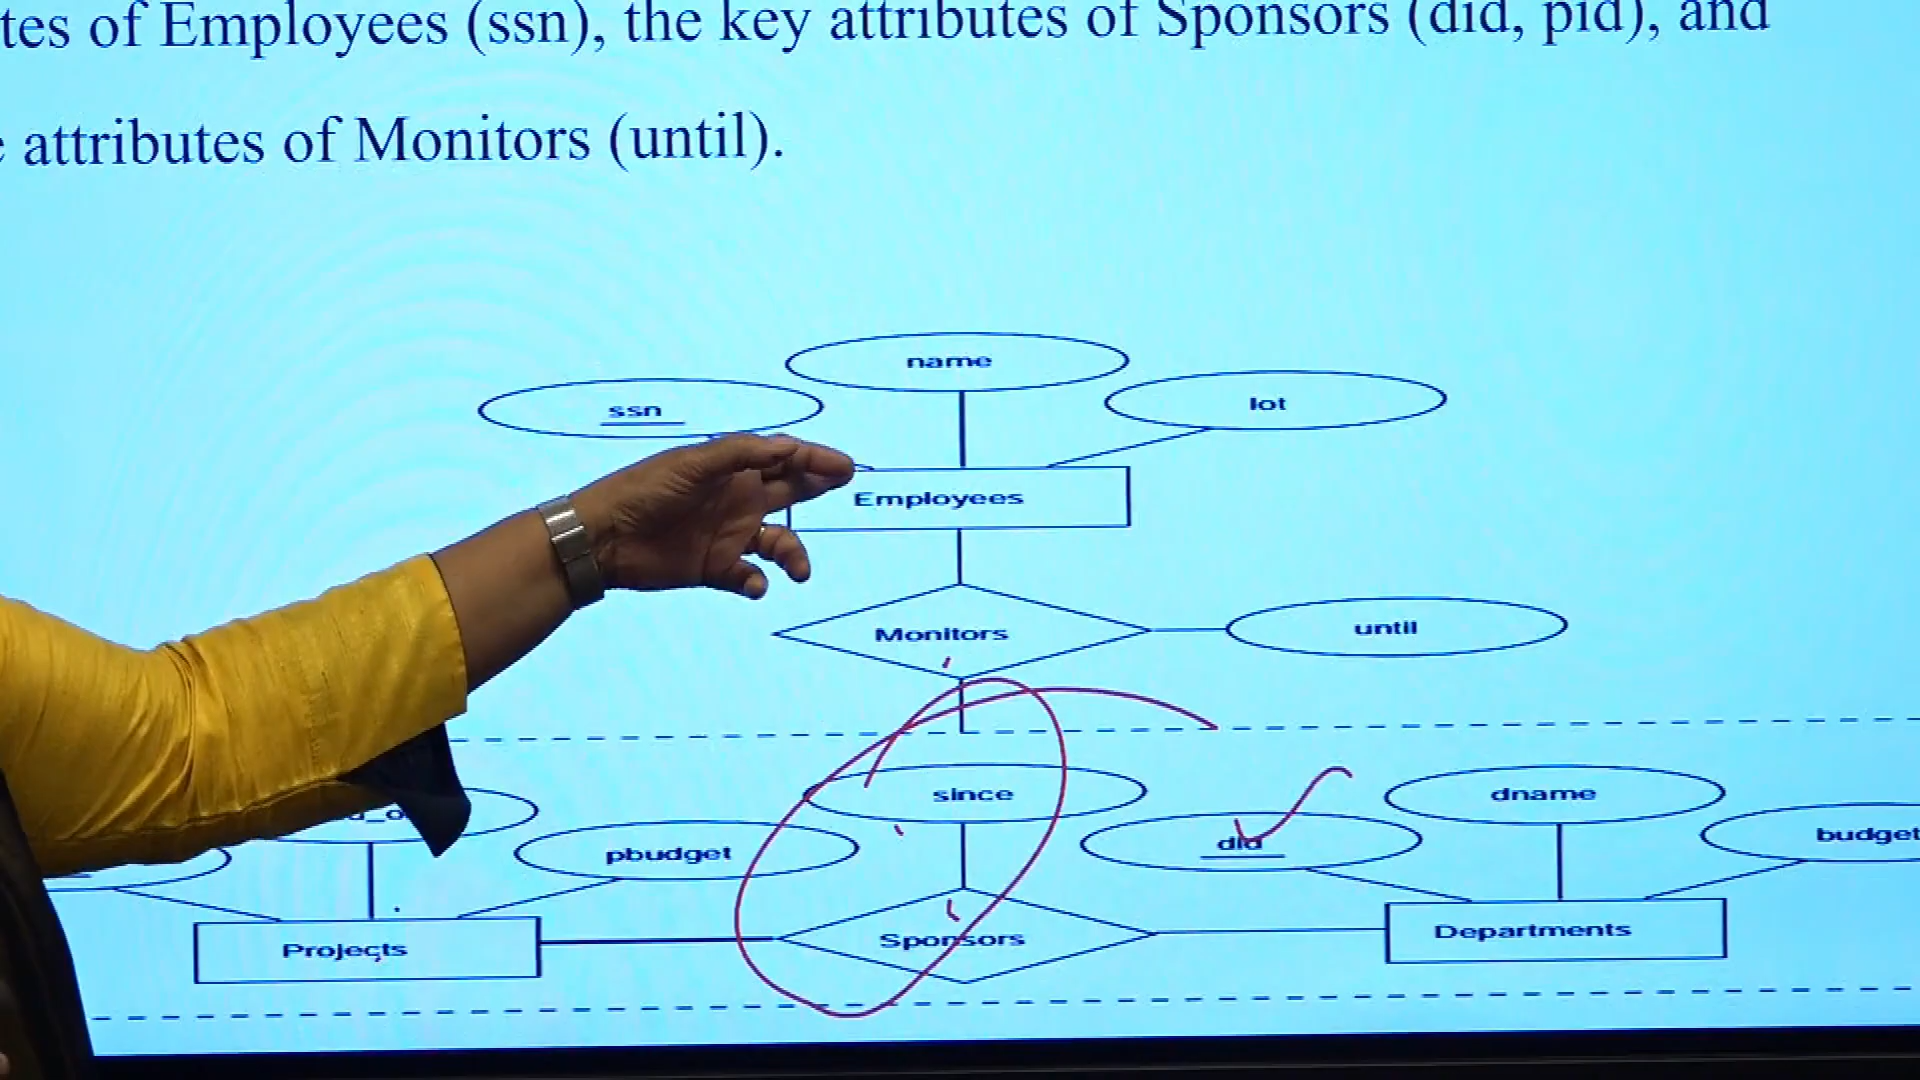 tes of Employees (ssn), the key attributes of Sponsors (did, pid), and
attributes of Monitors (until).
name
ssn
lot
Employees
Monitors
until
since
dname
did
budget
pbudget
Projects
Sponsors
Departments